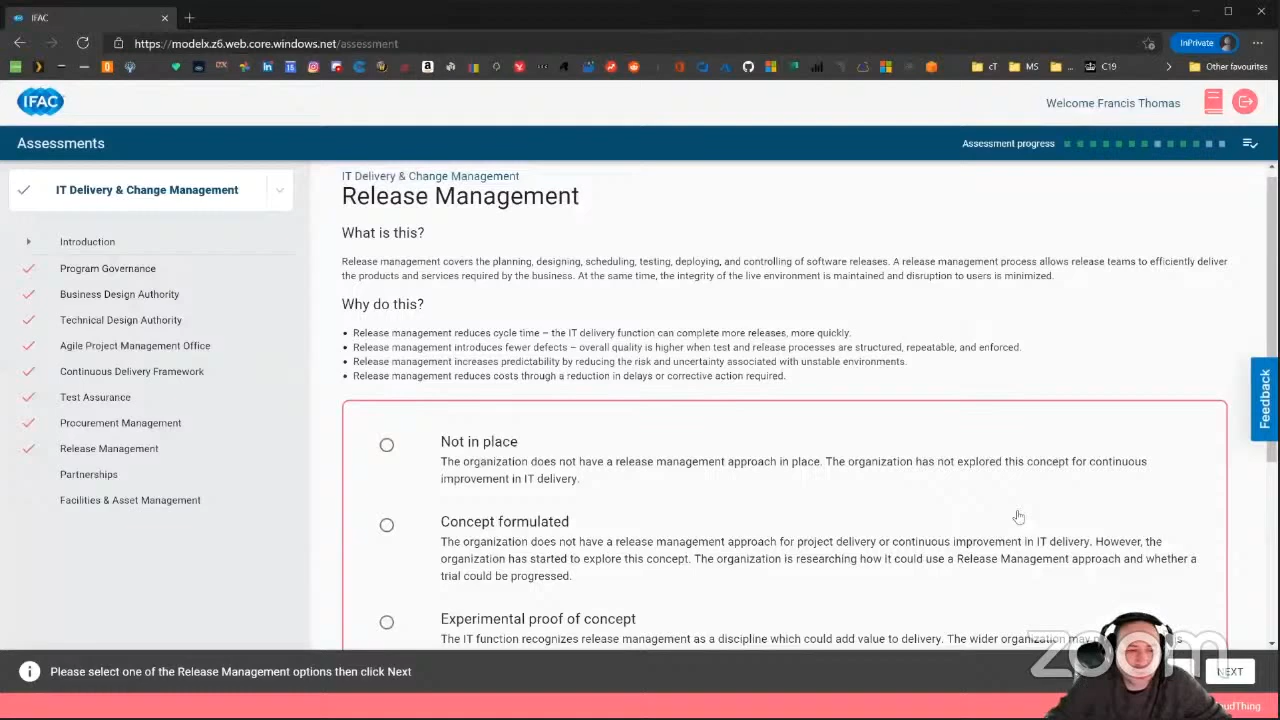 IFAC
https://modelx.z6.web.core.windows.net/assessment
InPrivate
cT
MS
C19
Other favourites
IFAC
Welcome Francis Thomas
Assessments
Assessment progress
IT Delivery & Change Management
Introduction
Program Governance
Business Design Authority
Technical Design Authority
Agile Project Management Office
Continuous Delivery Framework
Test Assurance
Procurement Management
Release Management
Partnerships
Facilities & Asset Management
IT Delivery & Change Management
Release Management
What is this?
Release management covers the planning, designing, scheduling, testing, deploying, and controlling of software releases. A release management process allows release teams to efficiently deliver
the products and services required by the business. At the same time, the integrity of the live environment is maintained and disruption to users is minimized.
Why do this?
• Release management reduces cycle time – the IT delivery function can complete more releases, more quickly.
• Release management introduces fewer defects – overall quality is higher when test and release processes are structured, repeatable, and enforced.
• Release management increases predictability by reducing the risk and uncertainty associated with unstable environments.
• Release management reduces costs through a reduction in delays or corrective action required.
Not in place
The organization does not have a release management approach in place. The organization has not explored this concept for continuous
improvement in IT delivery.
Concept formulated
The organization does not have a release management approach for project delivery or continuous improvement in IT delivery. However, the
organization has started to explore this concept. The organization is researching how it could use a Release Management approach and whether a
trial could be progressed.
Experimental proof of concept
The IT function recognizes release management as a discipline which could add value to delivery. The wider organization
Feedback
Please select one of the Release Management options then click Next
NEXT
zoom